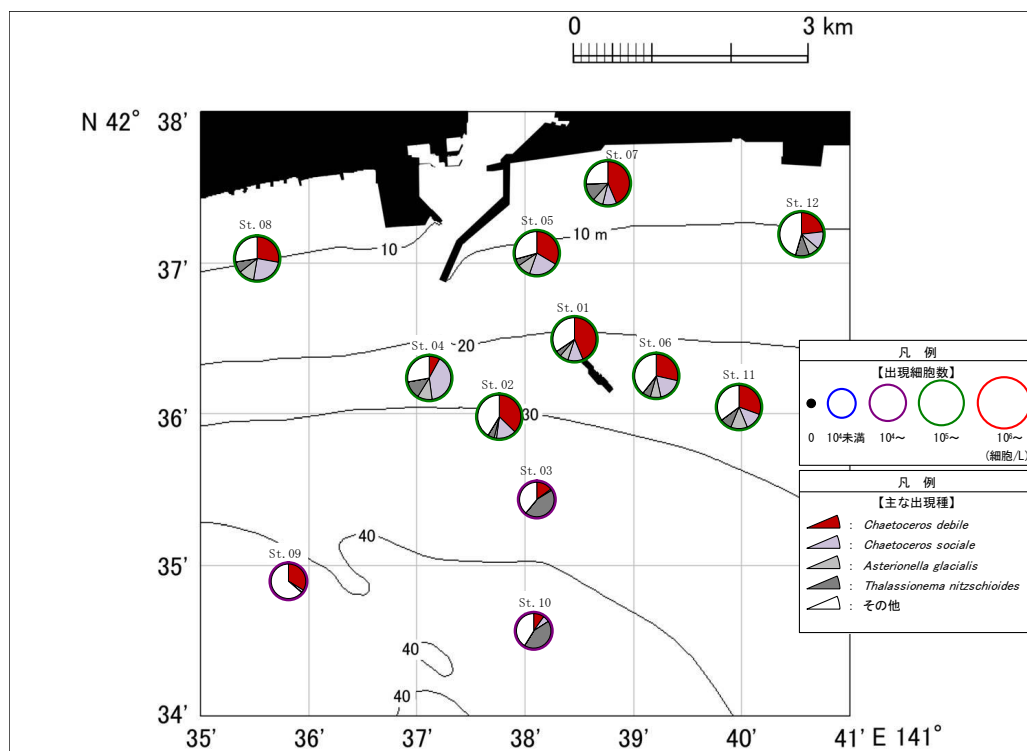 0 3 km
N 42° 38'
St.07
St.12
St.08
St.05
10
10 m
37'
St.01
20
St.04
St.06
St.02
St.11
36'
30
St.03
40
35'
St.09
St.10
40
40
34'
35' 36' 37' 38' 39' 40' 41' E 141°
凡 例
【出現細胞数】
0 10⁴未満 10⁴～ 10⁵～ 10⁶～
(細胞/L)
凡 例
【主な出現種】
: Chaetoceros debile
: Chaetoceros sociale
: Asterionella glacialis
: Thalassionema nitzschioides
: その他